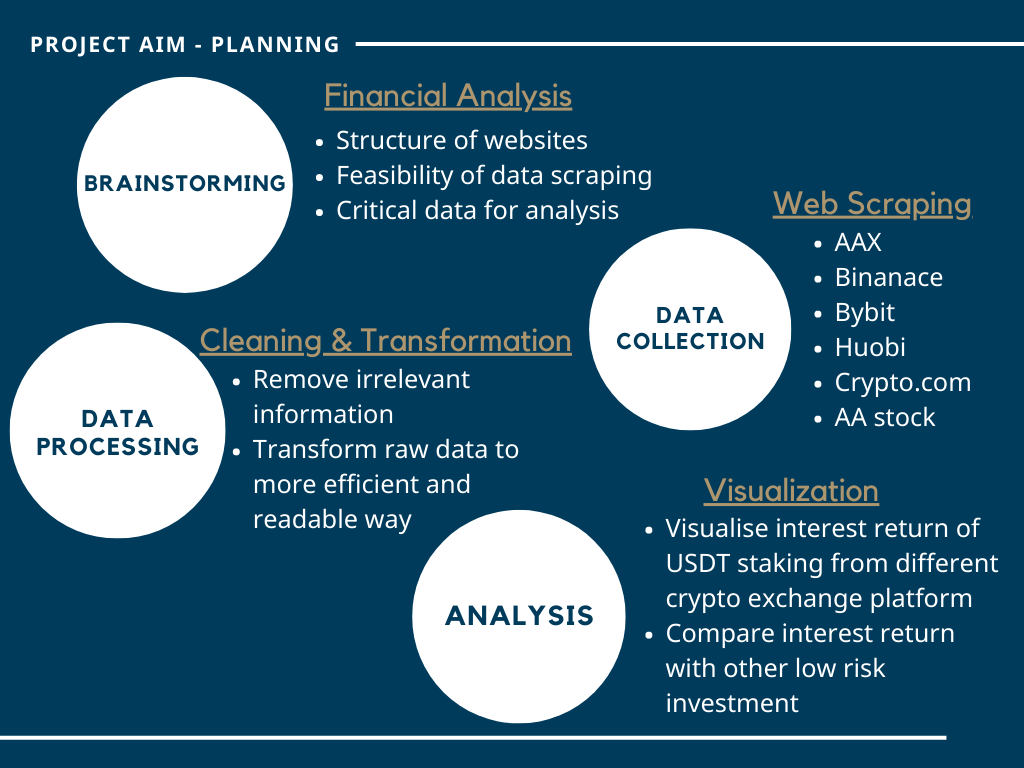 PROJECT AIM - PLANNING
BRAINSTORMING
Financial Analysis
• Structure of websites
• Feasibility of data scraping
• Critical data for analysis
DATA
COLLECTION
Web Scraping
• AAX
• Binanace
• Bybit
• Huobi
• Crypto.com
• AA stock
DATA
PROCESSING
Cleaning & Transformation
• Remove irrelevant
information
• Transform raw data to
more efficient and
readable way
ANALYSIS
Visualization
• Visualise interest return of
USDT staking from different
crypto exchange platform
• Compare interest return
with other low risk
investment